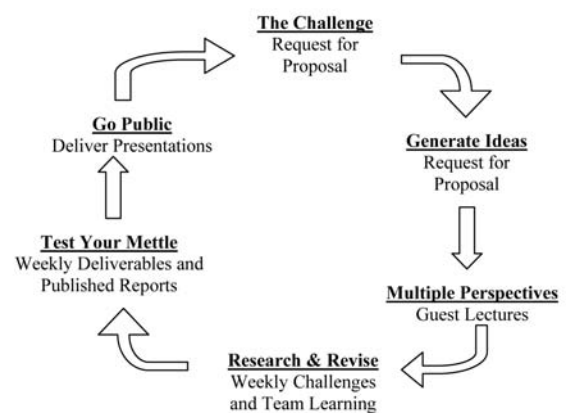 The Challenge
Request for
Proposal
Generate Ideas
Request for
Proposal
Multiple Perspectives
Guest Lectures
Research & Revise
Weekly Challenges
and Team Learning
Test Your Mettle
Weekly Deliverables and
Published Reports
Go Public
Deliver Presentations